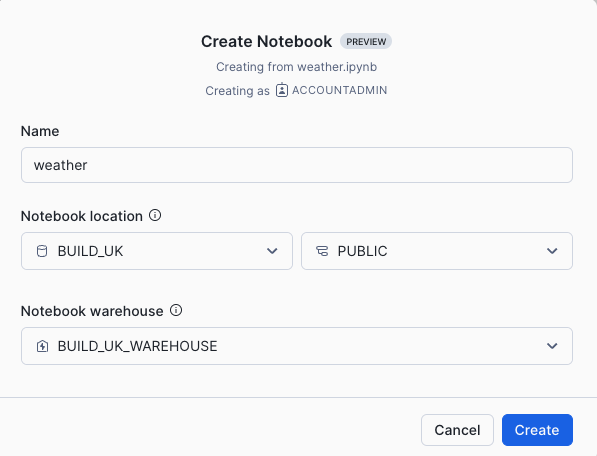 Create Notebook PREVIEW
Creating from weather.ipynb
Creating as ACCOUNTADMIN
Name
weather
Notebook location
BUILD_UK PUBLIC
Notebook warehouse
BUILD_UK_WAREHOUSE
Cancel Create